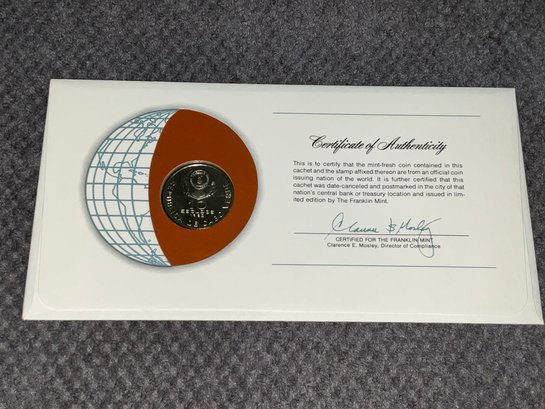 Certificate of Authenticity
This is to certify that the mint-fresh coin contained in this
cachet and the stamp affixed thereon are from an official coin
issuing nation of the world. It is further certified that this
cachet was date-canceled and postmarked in the city of that
nation's central bank or treasury location and issued in lim-
ited edition by The Franklin Mint.
Clarence E. Mosley
CERTIFIED FOR THE FRANKLIN MINT
Clarence E. Mosley, Director of Compliance